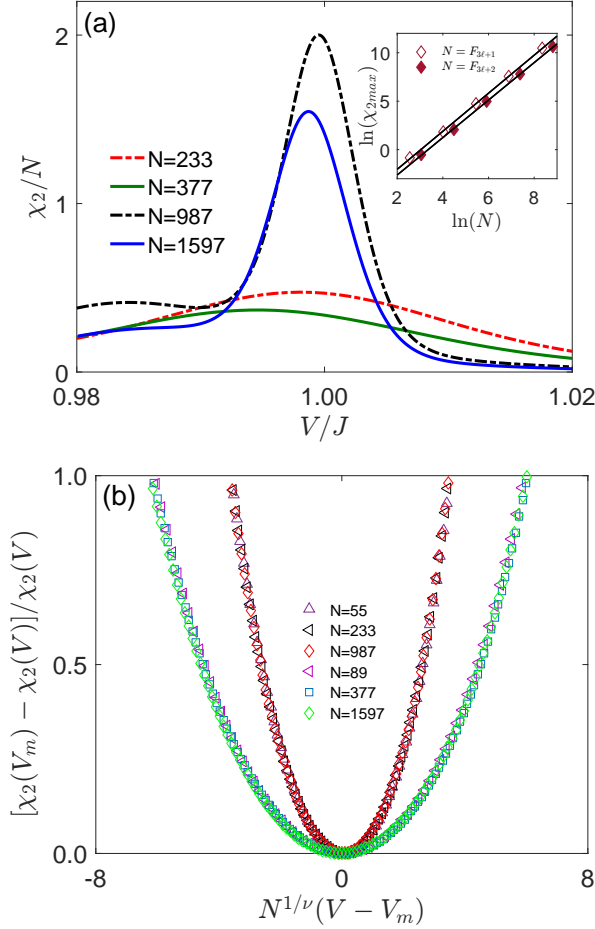 (a)
2
1
0
χ₂/N
0.98
1.00
1.02
V/J
N=233
N=377
N=987
N=1597
10
5
0
ln(χ₂ₘₐₓ)
2
4
6
8
ln(N)
N = F₃ℓ₊₁
N = F₃ℓ₊₂
(b)
1.0
0.5
0.0
[χ₂(Vₘ) − χ₂(V)]/χ₂(V)
-8
0
8
N^{1/ν}(V − Vₘ)
N=55
N=233
N=987
N=89
N=377
N=1597